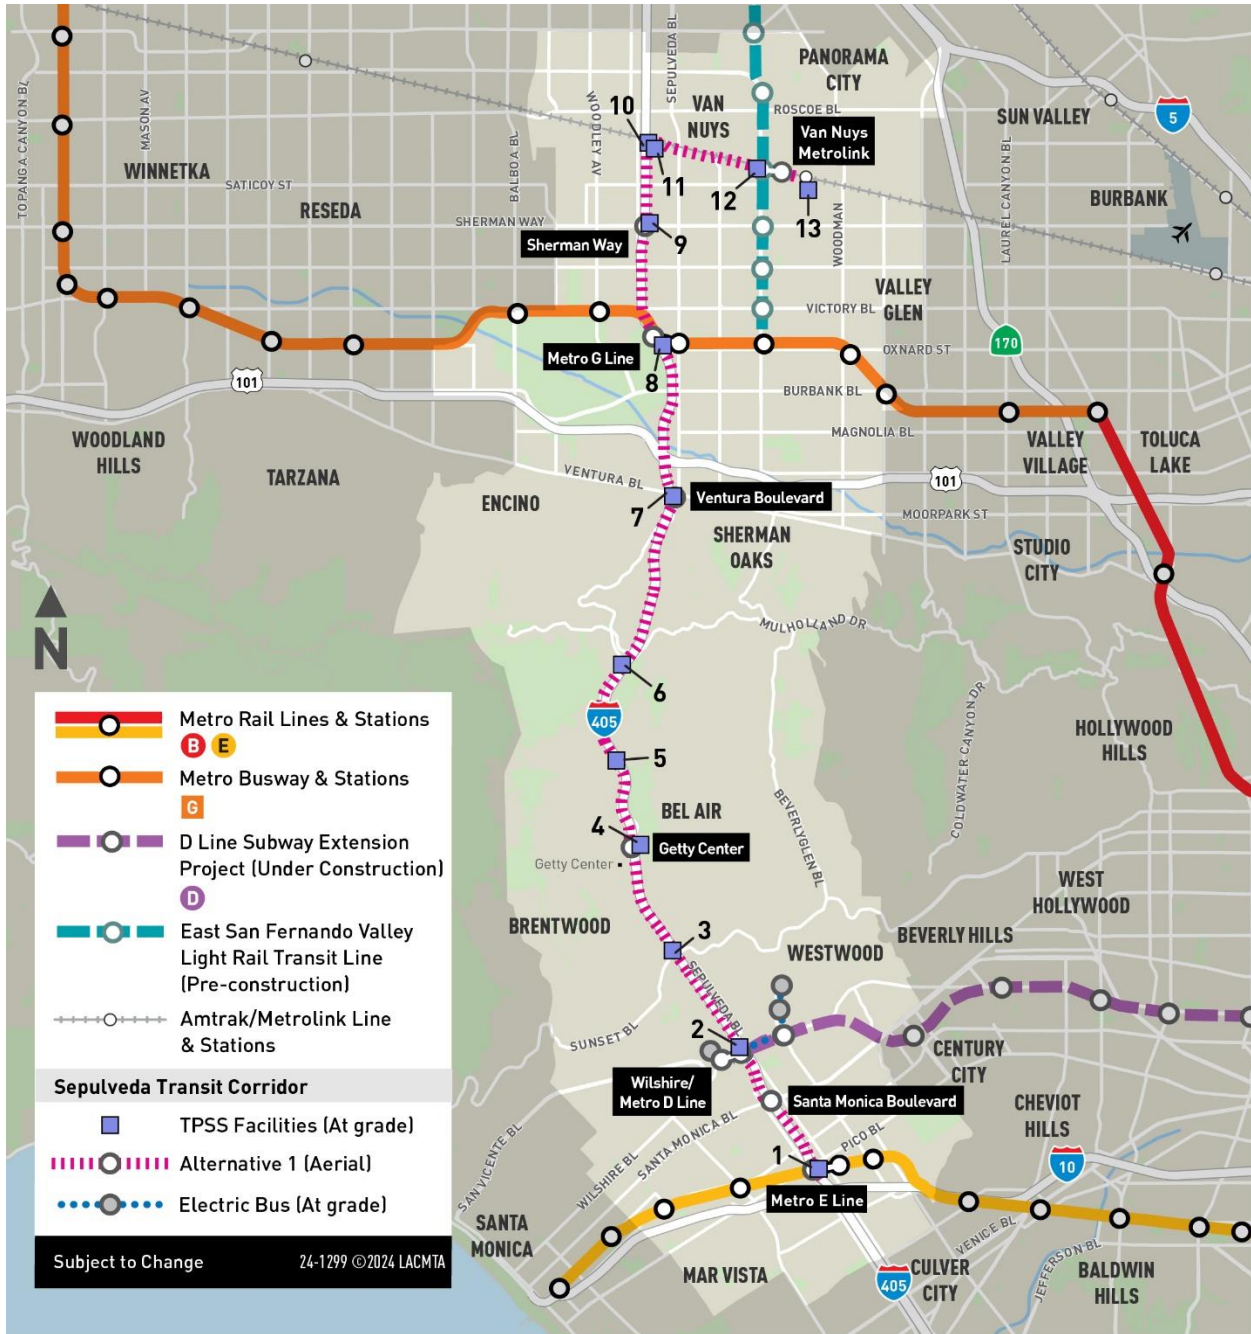 PANORAMA
CITY
SEPULVEDA BL
TOPANGA CANYON BL
MASON AV
WOODLEY AV
BALBOA BL
10
VAN
NUYS
ROSCOE BL
SUN VALLEY
5
Van Nuys
Metrolink
LAUREL CANYON BL
WINNETKA
SATICOY ST
RESEDA
11
12
13
WOODMAN
BURBANK
SHERMAN WAY
Sherman Way
9
VALLEY
GLEN
VICTORY BL
OXNARD ST
170
Metro G Line
8
101
BURBANK BL
MAGNOLIA BL
WOODLAND
HILLS
TARZANA
VALLEY
VILLAGE
TOLUCA
LAKE
VENTURA BL
101
ENCINO
7
Ventura Boulevard
MOORPARK ST
SHERMAN
OAKS
STUDIO
CITY
N
MULHOLLAND DR
6
405
COLDWATER CANYON DR
HOLLYWOOD
HILLS
5
BEL AIR
BEVERLYGLEN BL
4
Getty Center
Getty Center
WEST
HOLLYWOOD
BRENTWOOD
3
WESTWOOD
BEVERLY HILLS
SEPULVEDA BL
SUNSET BL
2
CENTURY
CITY
Wilshire/
Metro D Line
Santa Monica Boulevard
CHEVIOT
HILLS
SAN VICENTE BL
WILSHIRE BL
SANTA MONICA BL
PICO BL
1
10
Metro E Line
SANTA
MONICA
VENICE BL
JEFFERSON BL
MAR VISTA
405
CULVER
CITY
BALDWIN
HILLS
Metro Rail Lines & Stations
B E
Metro Busway & Stations
G
D Line Subway Extension
Project (Under Construction)
D
East San Fernando Valley
Light Rail Transit Line
(Pre-construction)
Amtrak/Metrolink Line
& Stations
Sepulveda Transit Corridor
TPSS Facilities (At grade)
Alternative 1 (Aerial)
Electric Bus (At grade)
Subject to Change
24-1299 ©2024 LACMTA